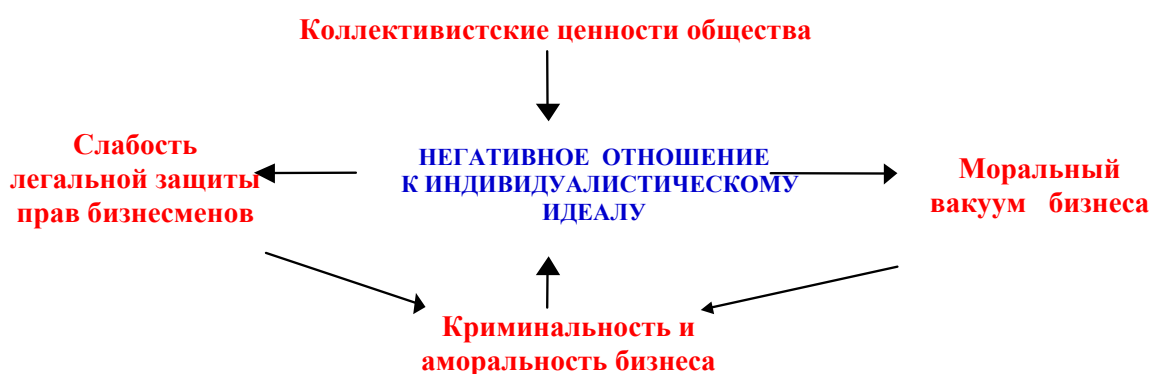 Коллективистские ценности общества
Слабость
легальной защиты
прав бизнесменов
НЕГАТИВНОЕ ОТНОШЕНИЕ
К ИНДИВИДУАЛИСТИЧЕСКОМУ
ИДЕАЛУ
Моральный
вакуум бизнеса
Криминальность и
аморальность бизнеса